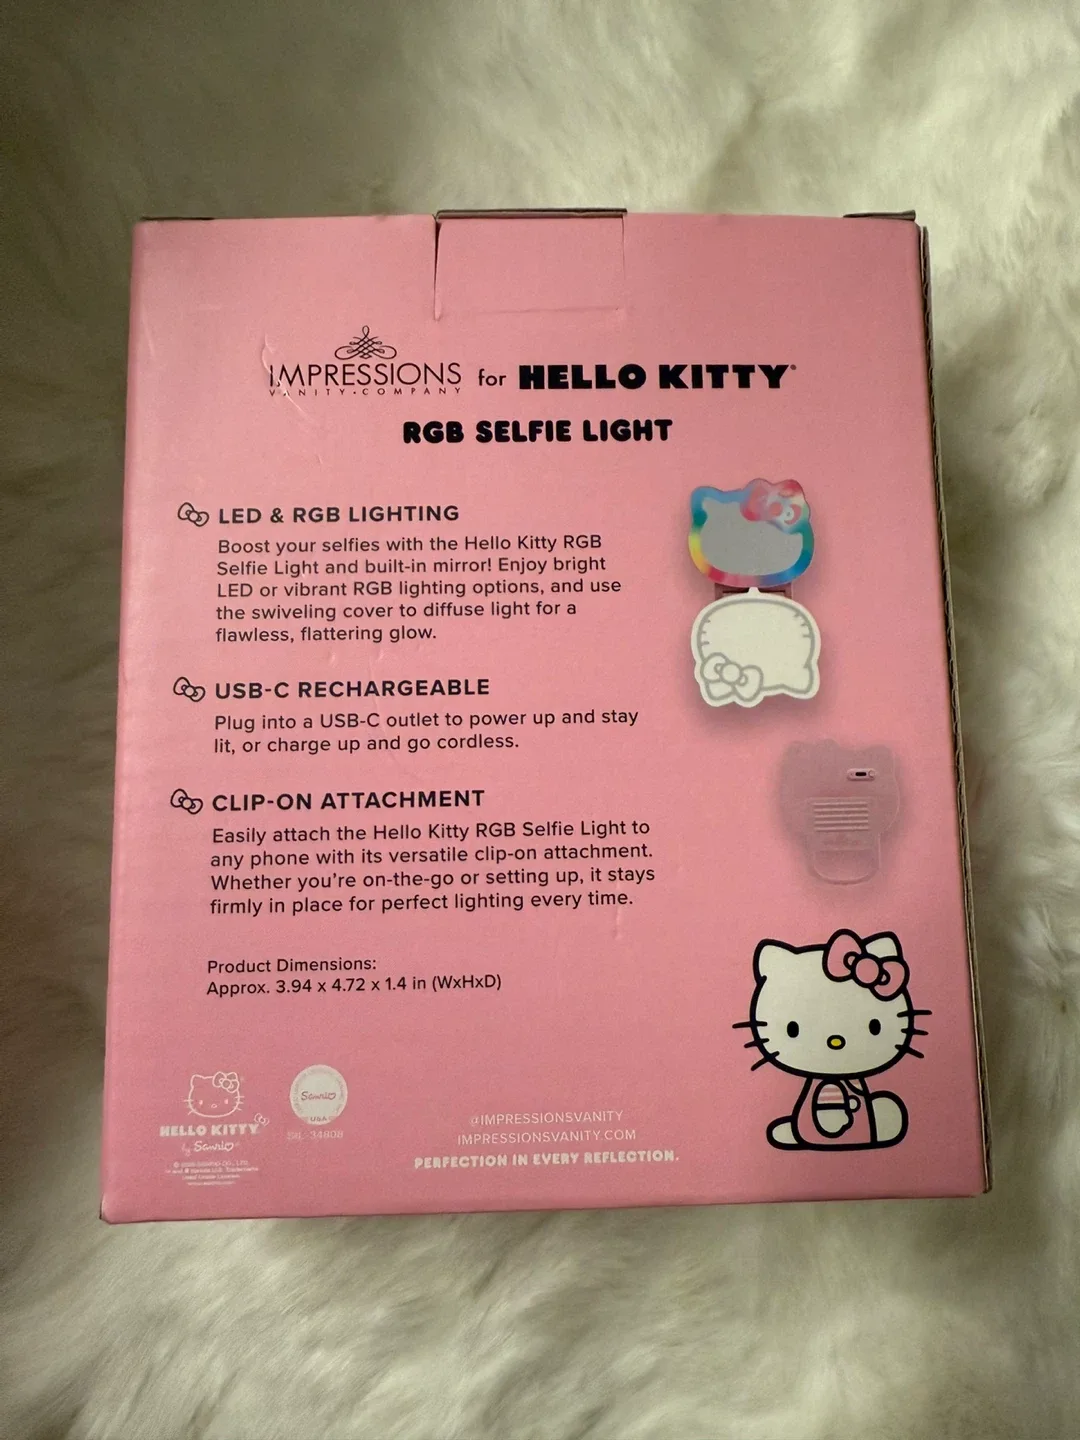 IMPRESSIONS for HELLO KITTY®
VANITY·COMPANY
RGB SELFIE LIGHT
LED & RGB LIGHTING
Boost your selfies with the Hello Kitty RGB
Selfie Light and built-in mirror! Enjoy bright
LED or vibrant RGB lighting options, and use
the swiveling cover to diffuse light for a
flawless, flattering glow.
USB-C RECHARGEABLE
Plug into a USB-C outlet to power up and stay
lit, or charge up and go cordless.
CLIP-ON ATTACHMENT
Easily attach the Hello Kitty RGB Selfie Light to
any phone with its versatile clip-on attachment.
Whether you're on-the-go or setting up, it stays
firmly in place for perfect lighting every time.
Product Dimensions:
Approx. 3.94 x 4.72 x 1.4 in (WxHxD)
HELLO KITTY
by Sanrio®
Sanrio
USA
@IMPRESSIONSVANITY
IMPRESSIONSVANITY.COM
PERFECTION IN EVERY REFLECTION.